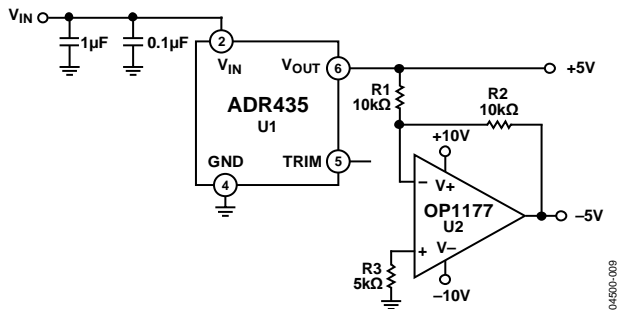 VIN
1µF
0.1µF
2
VIN
VOUT
6
ADR435
U1
GND
4
TRIM
5
+5V
R1
10kΩ
R2
10kΩ
+10V
−
V+
OP1177
U2
+
V−
−10V
−5V
R3
5kΩ
04500-009